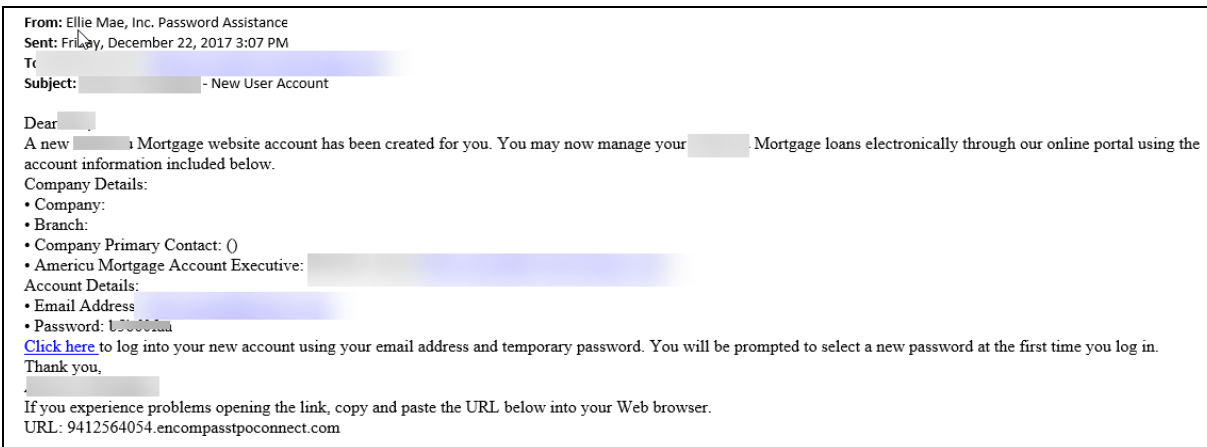 From: Ellie Mae, Inc. Password Assistance
Sent: Friday, December 22, 2017 3:07 PM
To
Subject: - New User Account
Dear
A new Mortgage website account has been created for you. You may now manage your Mortgage loans electronically through our online portal using the
account information included below.
Company Details:
• Company:
• Branch:
• Company Primary Contact: ()
• Americu Mortgage Account Executive:
Account Details:
• Email Address
• Password:
Click here to log into your new account using your email address and temporary password. You will be prompted to select a new password at the first time you log in.
Thank you,
If you experience problems opening the link, copy and paste the URL below into your Web browser.
URL: 9412564054.encompasstpoconnect.com